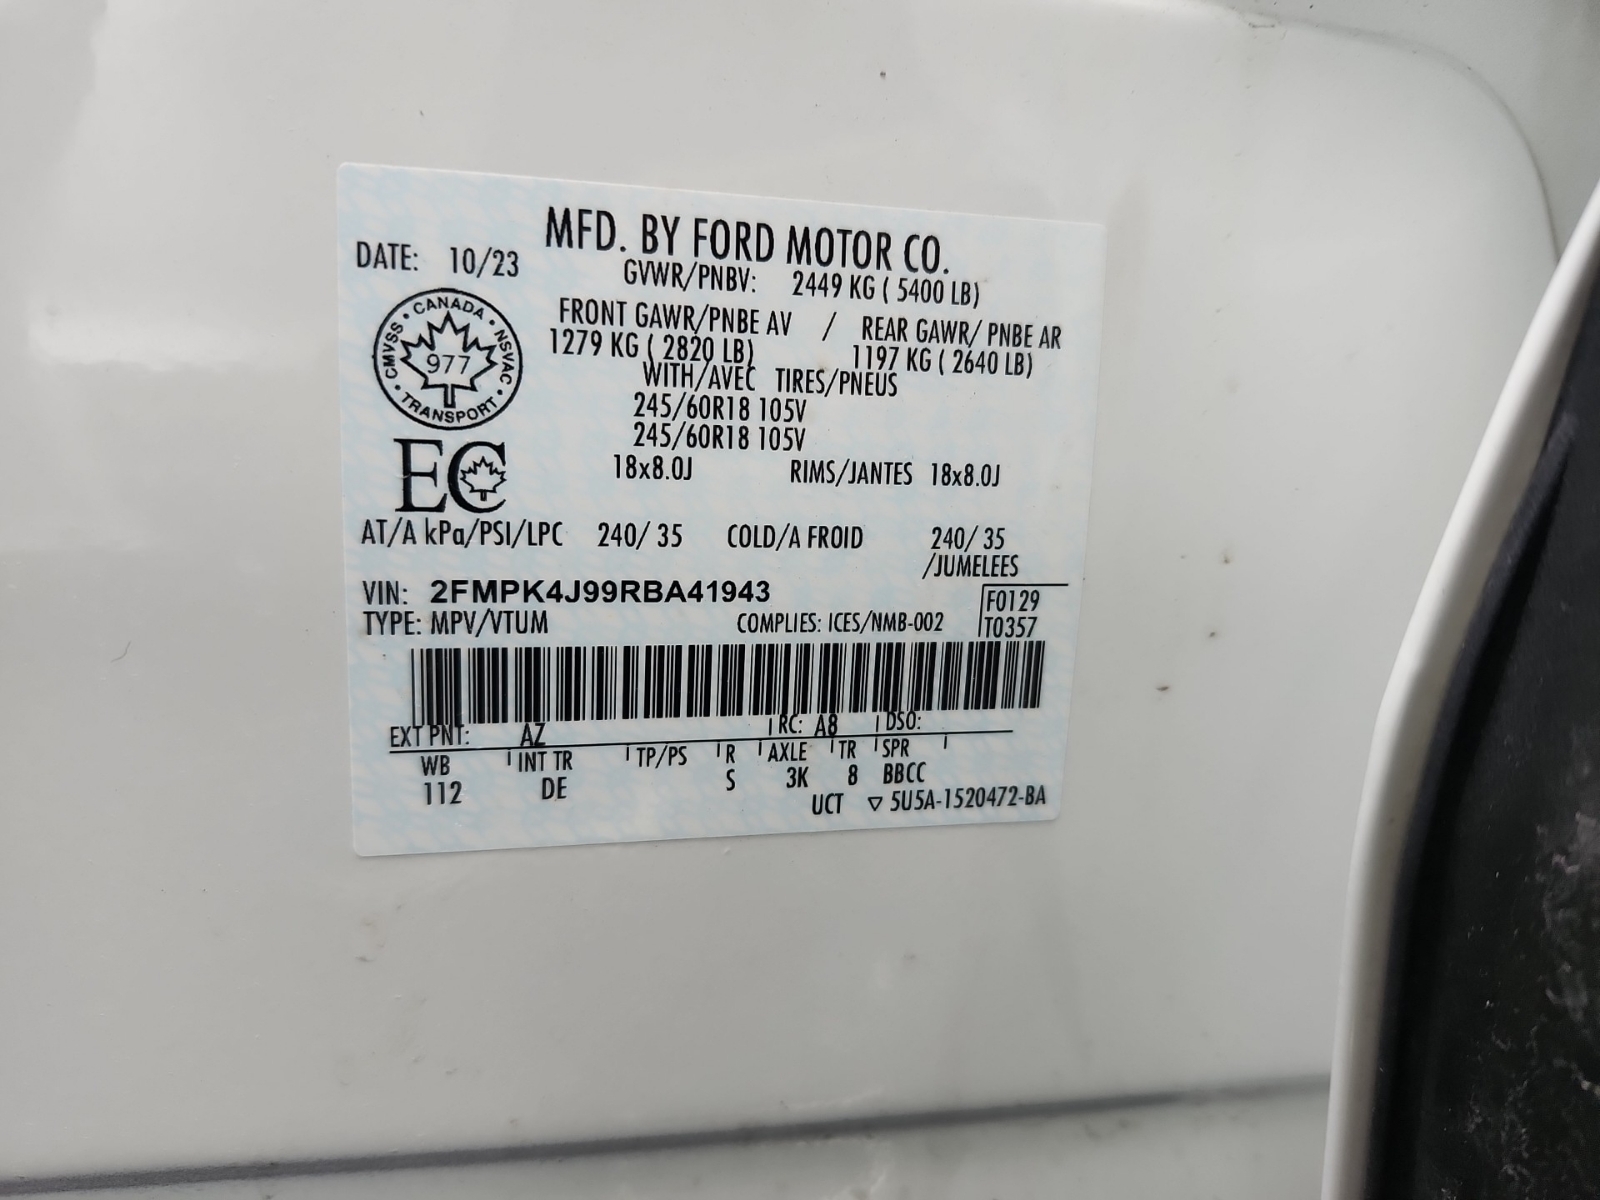 MFD. BY FORD MOTOR CO.
DATE: 10/23
GVWR/PNBV: 2449 KG ( 5400 LB)
FRONT GAWR/PNBE AV / REAR GAWR/ PNBE AR
1279 KG ( 2820 LB) 1197 KG ( 2640 LB)
WITH/AVEC TIRES/PNEUS
245/60R18 105V
245/60R18 105V
18x8.0J RIMS/JANTES 18x8.0J
CANADA
CMVSS NSVAC
977
TRANSPORT
EC
AT/A kPa/PSI/LPC 240/ 35 COLD/A FROID 240/ 35
/JUMELEES
VIN: 2FMPK4J99RBA41943
F0129
TYPE: MPV/VTUM COMPLIES: ICES/NMB-002 T0357
EXT PNT: AZ RC: A8 DSO:
WB INT TR TP/PS R AXLE TR SPR
112 DE S 3K 8 BBCC
UCT 5U5A-1520472-BA